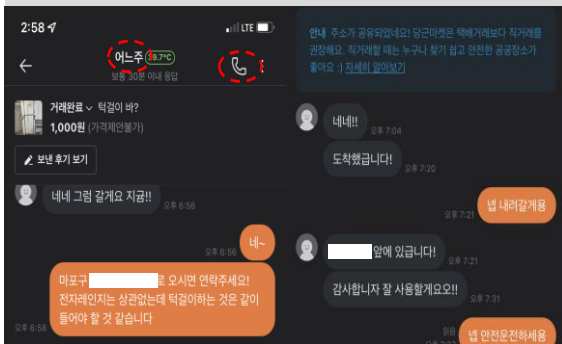 2:58
LTE
어느주 39.7°C
보통 30분 이내 응답
거래완료 턱걸이 바?
1,000원 (가격제안불가)
보낸 후기 보기
네네 그럼 갈게요 지금!!
오후 6:56
네~
오후 6:56
마포구 로 오시면 연락주세요!
전자레인지는 상관없는데 턱걸이하는 것은 같이
들어야 할 것 같습니다
오후 6:58
안내 주소가 공유되었네요! 당근마켓은 택배거래보다 직거래를
권장해요. 직거래할 때는 누구나 찾기 쉽고 안전한 공공장소가
좋아요 :) 자세히 알아보기
네네!!
오후 7:04
도착했급니다!
오후 7:20
넵 내려갈게용
오후 7:21
앞에 있급니다!
오후 7:21
감사합니자 잘 사용할게요오!!
오후 7:31
읽음
넵 안전운전하세용